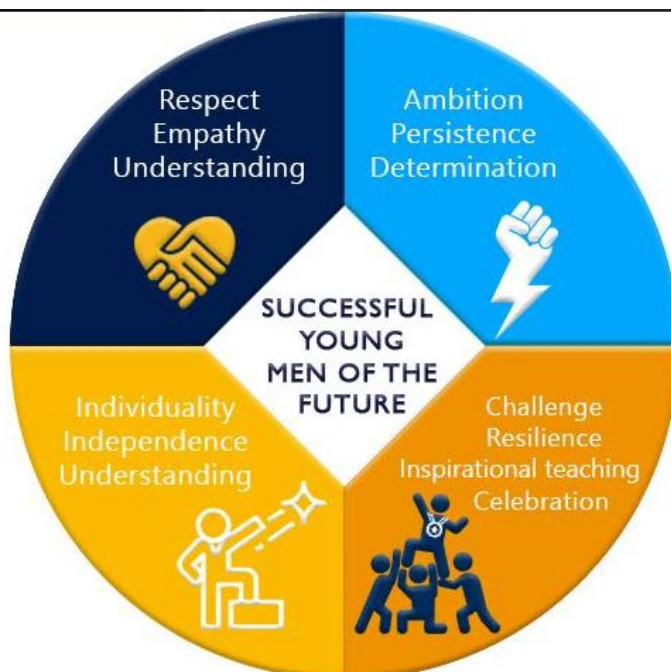 Respect
Empathy
Understanding
Ambition
Persistence
Determination
SUCCESSFUL
YOUNG
MEN OF THE
FUTURE
Individuality
Independence
Understanding
Challenge
Resilience
Inspirational teaching
Celebration